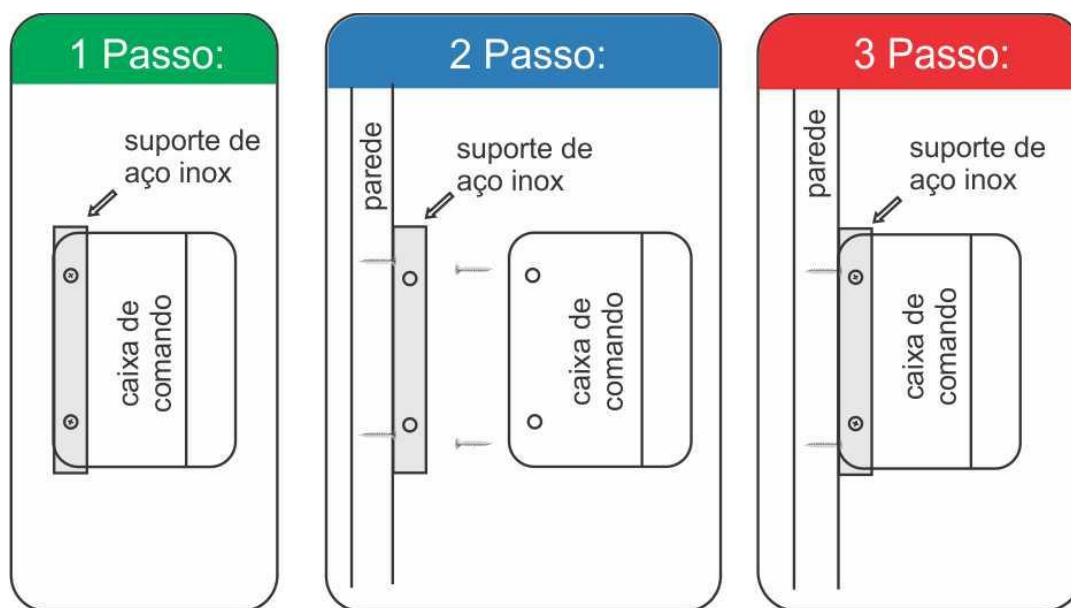 1 Passo:
suporte de
aço inox
caixa de
comando
2 Passo:
parede
suporte de
aço inox
caixa de
comando
3 Passo:
parede
suporte de
aço inox
caixa de
comando